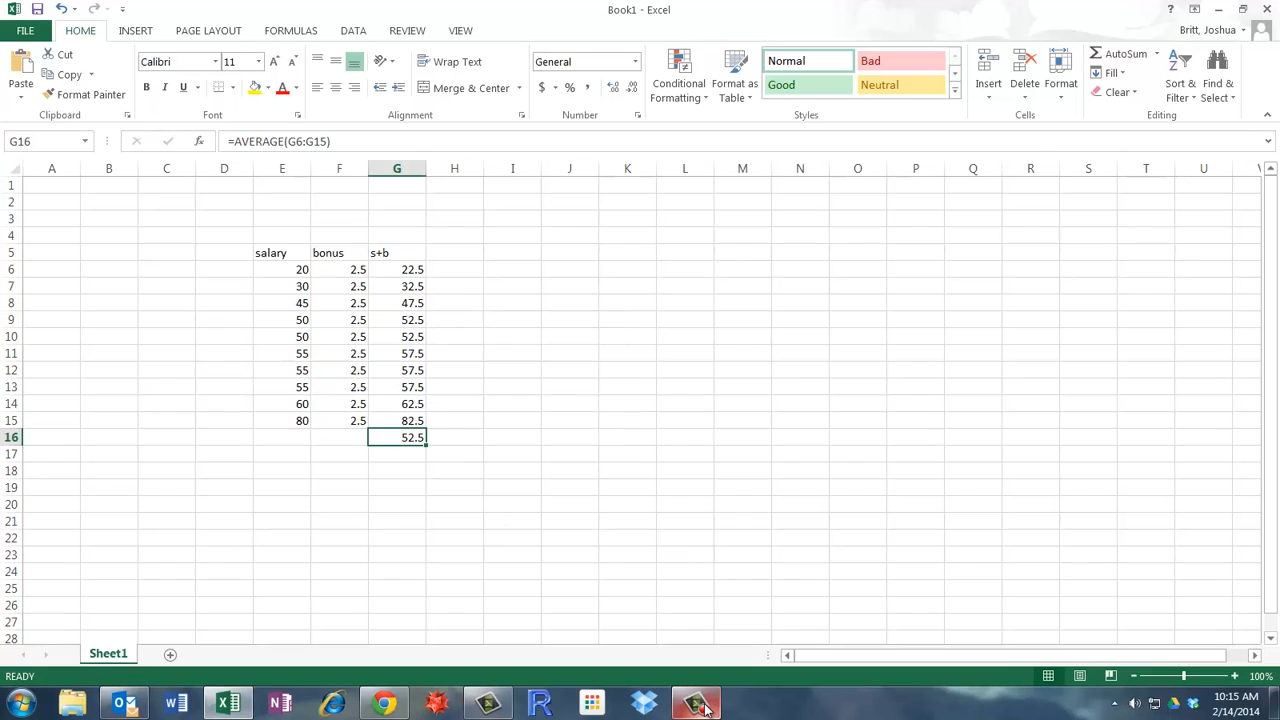 Book1 - Excel
FILE HOME INSERT PAGE LAYOUT FORMULAS DATA REVIEW VIEW Britt, Joshua
Paste Cut Copy Format Painter Clipboard
Calibri 11 B I U A A A Font
Wrap Text Merge & Center Alignment
General $ % , Number
Conditional Formatting Format as Table
Normal Bad Good Neutral Styles
Insert Delete Format Cells
AutoSum Fill Clear Sort & Filter Find & Select Editing
G16 fx =AVERAGE(G6:G15)
A B C D E F G H I J K L M N O P Q R S T U
1
2
3
4
5 salary bonus s+b
6 20 2.5 22.5
7 30 2.5 32.5
8 45 2.5 47.5
9 50 2.5 52.5
10 50 2.5 52.5
11 55 2.5 57.5
12 55 2.5 57.5
13 55 2.5 57.5
14 60 2.5 62.5
15 80 2.5 82.5
16 52.5
17
18
19
20
21
22
23
24
25
26
27
28
Sheet1
READY 100%
10:15 AM
2/14/2014